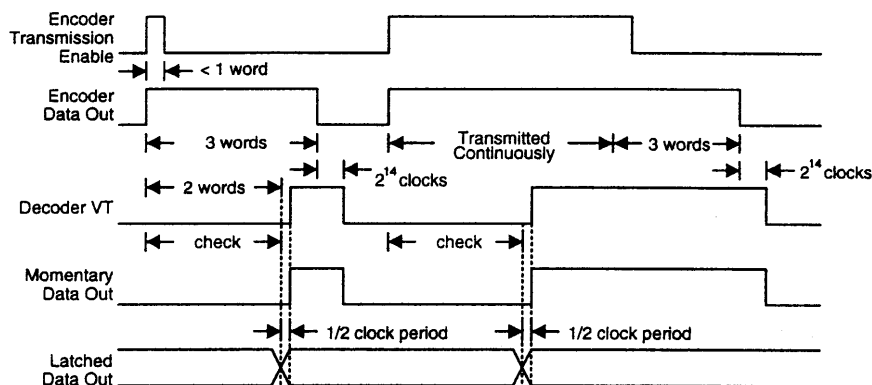 Encoder
Transmission
Enable
< 1 word
Encoder
Data Out
3 words
Transmitted
Continuously
3 words
2¹⁴ clocks
2¹⁴ clocks
2 words
Decoder VT
check
check
Momentary
Data Out
1/2 clock period
1/2 clock period
Latched
Data Out